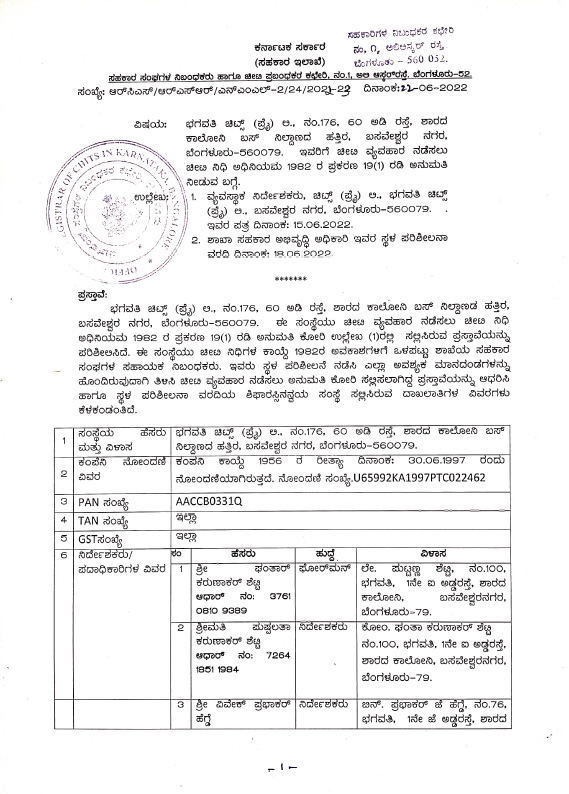 ಸಹಕಾರಿಗಳ ನಿಬಂಧಕರ ಕಛೇರಿ
ನಂ. ೧, ಅಲಿಆಸ್ಕರ್ ರಸ್ತೆ,
ಬೆಂಗಳೂರು - 560 052.
ಕರ್ನಾಟಕ ಸರ್ಕಾರ
(ಸಹಕಾರ ಇಲಾಖೆ)
ಸಹಕಾರ ಸಂಘಗಳ ನಿಬಂಧಕರು ಹಾಗೂ ಚೀಟಿ ಪ್ರಬಂಧಕರ ಕಛೇರಿ, ನಂ.1, ಅಲಿ ಆಸ್ಕರ್‌ರಸ್ತೆ, ಬೆಂಗಳೂರು-52.
ಸಂಖ್ಯೆ: ಆರ್‌ಸಿಎಸ್/ಆರ್‌ಎಸ್‌ಆರ್/ಎನ್‌ಎಂಎಲ್-2/24/2021-22 ದಿನಾಂಕ:22-06-2022
ವಿಷಯ: ಭಗವತಿ ಚಿಟ್ಸ್ (ಪ್ರೈ) ಲಿ., ನಂ.176, 60 ಅಡಿ ರಸ್ತೆ, ಶಾರದ
ಕಾಲೋನಿ ಬಸ್ ನಿಲ್ದಾಣದ ಹತ್ತಿರ, ಬಸವೇಶ್ವರ ನಗರ,
ಬೆಂಗಳೂರು-560079. ಇವರಿಗೆ ಚೀಟಿ ವ್ಯವಹಾರ ನಡೆಸಲು
ಚೀಟಿ ನಿಧಿ ಅಧಿನಿಯಮ 1982 ರ ಪ್ರಕರಣ 19(1) ರಡಿ ಅನುಮತಿ
ನೀಡುವ ಬಗ್ಗೆ.
REGISTRAR OF CHITS IN KARNATAKA BANGALORE
ಉಲ್ಲೇಖ: 1. ವ್ಯವಸ್ಥಾಕ ನಿರ್ದೇಶಕರು, ಚಿಟ್ಸ್ (ಪ್ರೈ) ಲಿ., ಭಗವತಿ ಚಿಟ್ಸ್
(ಪ್ರೈ) ಲಿ., ಬಸವೇಶ್ವರ ನಗರ, ಬೆಂಗಳೂರು-560079. .
ಇವರ ಪತ್ರ ದಿನಾಂಕ: 15.06.2022.
2. ಶಾಖಾ ಸಹಕಾರ ಅಭಿವೃದ್ಧಿ ಅಧಿಕಾರಿ ಇವರ ಸ್ಥಳ ಪರಿಶೀಲನಾ
ವರದಿ ದಿನಾಂಕ: 18.06.2022.
*******
ಪ್ರಸ್ತಾವೆ:
ಭಗವತಿ ಚಿಟ್ಸ್ (ಪ್ರೈ) ಲಿ., ನಂ.176, 60 ಅಡಿ ರಸ್ತೆ, ಶಾರದ ಕಾಲೋನಿ ಬಸ್ ನಿಲ್ದಾಣಡ ಹತ್ತಿರ,
ಬಸವೇಶ್ವರ ನಗರ, ಬೆಂಗಳೂರು-560079. ಈ ಸಂಸ್ಥೆಯು ಚೀಟಿ ವ್ಯವಹಾರ ನಡೆಸಲು ಚೀಟಿ ನಿಧಿ
ಅಧಿನಿಯಮ 1982 ರ ಪ್ರಕರಣ 19(1) ರಡಿ ಅನುಮತಿ ಕೋರಿ ಉಲ್ಲೇಖ (1)ರಲ್ಲಿ ಸಲ್ಲಿಸಿರುವ ಪ್ರಸ್ತಾವೆಯನ್ನು
ಪರಿಶೀಲಿಸಿದೆ. ಈ ಸಂಸ್ಥೆಯು ಚೀಟಿ ನಿಧಿಗಳ ಕಾಯ್ದೆ 1982ರ ಅವಕಾಶಗಳಿಗೆ ಒಳಪಟ್ಟು ಶಾಖೆಯ ಸಹಕಾರ
ಸಂಘಗಳ ಸಹಾಯಕ ನಿಬಂಧಕರು. ಇವರು ಸ್ಥಳ ಪರಿಶೀಲನೆ ನಡೆಸಿ ಎಲ್ಲಾ ಅವಶ್ಯಕ ಮಾನದಂಡಗಳನ್ನು
ಹೊಂದಿರುವುದಾಗಿ ತಿಳಿಸಿ ಚೀಟಿ ವ್ಯವಹಾರ ನಡೆಸಲು ಅನುಮತಿ ಕೋರಿ ಸಲ್ಲಿಸಲಾಗಿದ್ದ ಪ್ರಸ್ತಾವೆಯನ್ನು ಆಧರಿಸಿ
ಹಾಗೂ ಸ್ಥಳ ಪರಿಶೀಲನಾ ವರದಿಯ ಶಿಫಾರಸ್ಸಿನನ್ವಯ ಸಂಸ್ಥೆ ಸಲ್ಲಿಸಿರುವ ದಾಖಲಾತಿಗಳ ವಿವರಗಳು
ಕೆಳಕಂಡಂತಿದೆ.
1 ಸಂಸ್ಥೆಯ ಹೆಸರು ಭಗವತಿ ಚಿಟ್ಸ್ (ಪ್ರೈ) ಲಿ., ನಂ.176, 60 ಅಡಿ ರಸ್ತೆ, ಶಾರದ ಕಾಲೋನಿ ಬಸ್
ಮತ್ತು ವಿಳಾಸ ನಿಲ್ದಾಣದ ಹತ್ತಿರ, ಬಸವೇಶ್ವರ ನಗರ, ಬೆಂಗಳೂರು-560079.
2 ಕಂಪೆನಿ ನೋಂದಣಿ ಕಂಪನಿ ಕಾಯ್ದೆ 1956 ರ ರೀತ್ಯಾ ದಿನಾಂಕ: 30.06.1997 ರಂದು
ವಿವರ ನೋಂದಣಿಯಾಗಿರುತ್ತದೆ. ನೋಂದಣಿ ಸಂಖ್ಯೆ.U65992KA1997PTC022462
3 PAN ಸಂಖ್ಯೆ AACCB0331Q
4 TAN ಸಂಖ್ಯೆ ಇಲ್ಲಾ
5 GSTಸಂಖ್ಯೆ ಇಲ್ಲಾ
6 ನಿರ್ದೇಶಕರು/ ಸಂ ಹೆಸರು ಹುದ್ದೆ ವಿಳಾಸ
ಪದಾಧಿಕಾರಿಗಳ ವಿವರ 1 ಶ್ರೀ ಘಂತಾರ್ ಫೋರ್‌ಮನ್ ಲೇ. ಪುಟ್ಟಣ್ಣ ಶೆಟ್ಟಿ, ನಂ.100,
ಕರುಣಾಕರ್ ಶೆಟ್ಟಿ ಭಗವತಿ, 1ನೇ ಐ ಅಡ್ಡರಸ್ತೆ, ಶಾರದ
ಆಧಾರ್ ನಂ: 3761 ಕಾಲೋನಿ, ಬಸವೇಶ್ವರನಗರ,
0810 9389 ಬೆಂಗಳೂರು-79.
2 ಶ್ರೀಮತಿ ಪುಷ್ಪಲತಾ ನಿರ್ದೇಶಕರು ಕೋಂ. ಘಂತಾ ಕರುಣಾಕರ್ ಶೆಟ್ಟಿ
ಕರುಣಾಕರ್ ಶೆಟ್ಟಿ ನಂ.100, ಭಗವತಿ, 1ನೇ ಐ ಅಡ್ಡರಸ್ತೆ,
ಆಧಾರ್ ನಂ: 7264 ಶಾರದ ಕಾಲೋನಿ, ಬಸವೇಶ್ವರನಗರ,
1851 1984 ಬೆಂಗಳೂರು-79.
3 ಶ್ರೀ ವಿವೇಕ್ ಪ್ರಭಾಕರ್ ನಿರ್ದೇಶಕರು ಬಿನ್. ಪ್ರಭಾಕರ್ ಜೆ ಹೆಗ್ಡೆ, ನಂ.76,
ಹೆಗ್ಡೆ ಭಗವತಿ, 1ನೇ ಜೆ ಅಡ್ಡರಸ್ತೆ, ಶಾರದ
- 1 -